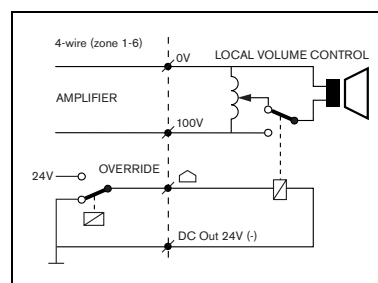 4-wire (zone 1-6)
0V
LOCAL VOLUME CONTROL
AMPLIFIER
100V
OVERRIDE
24V
DC Out 24V (-)